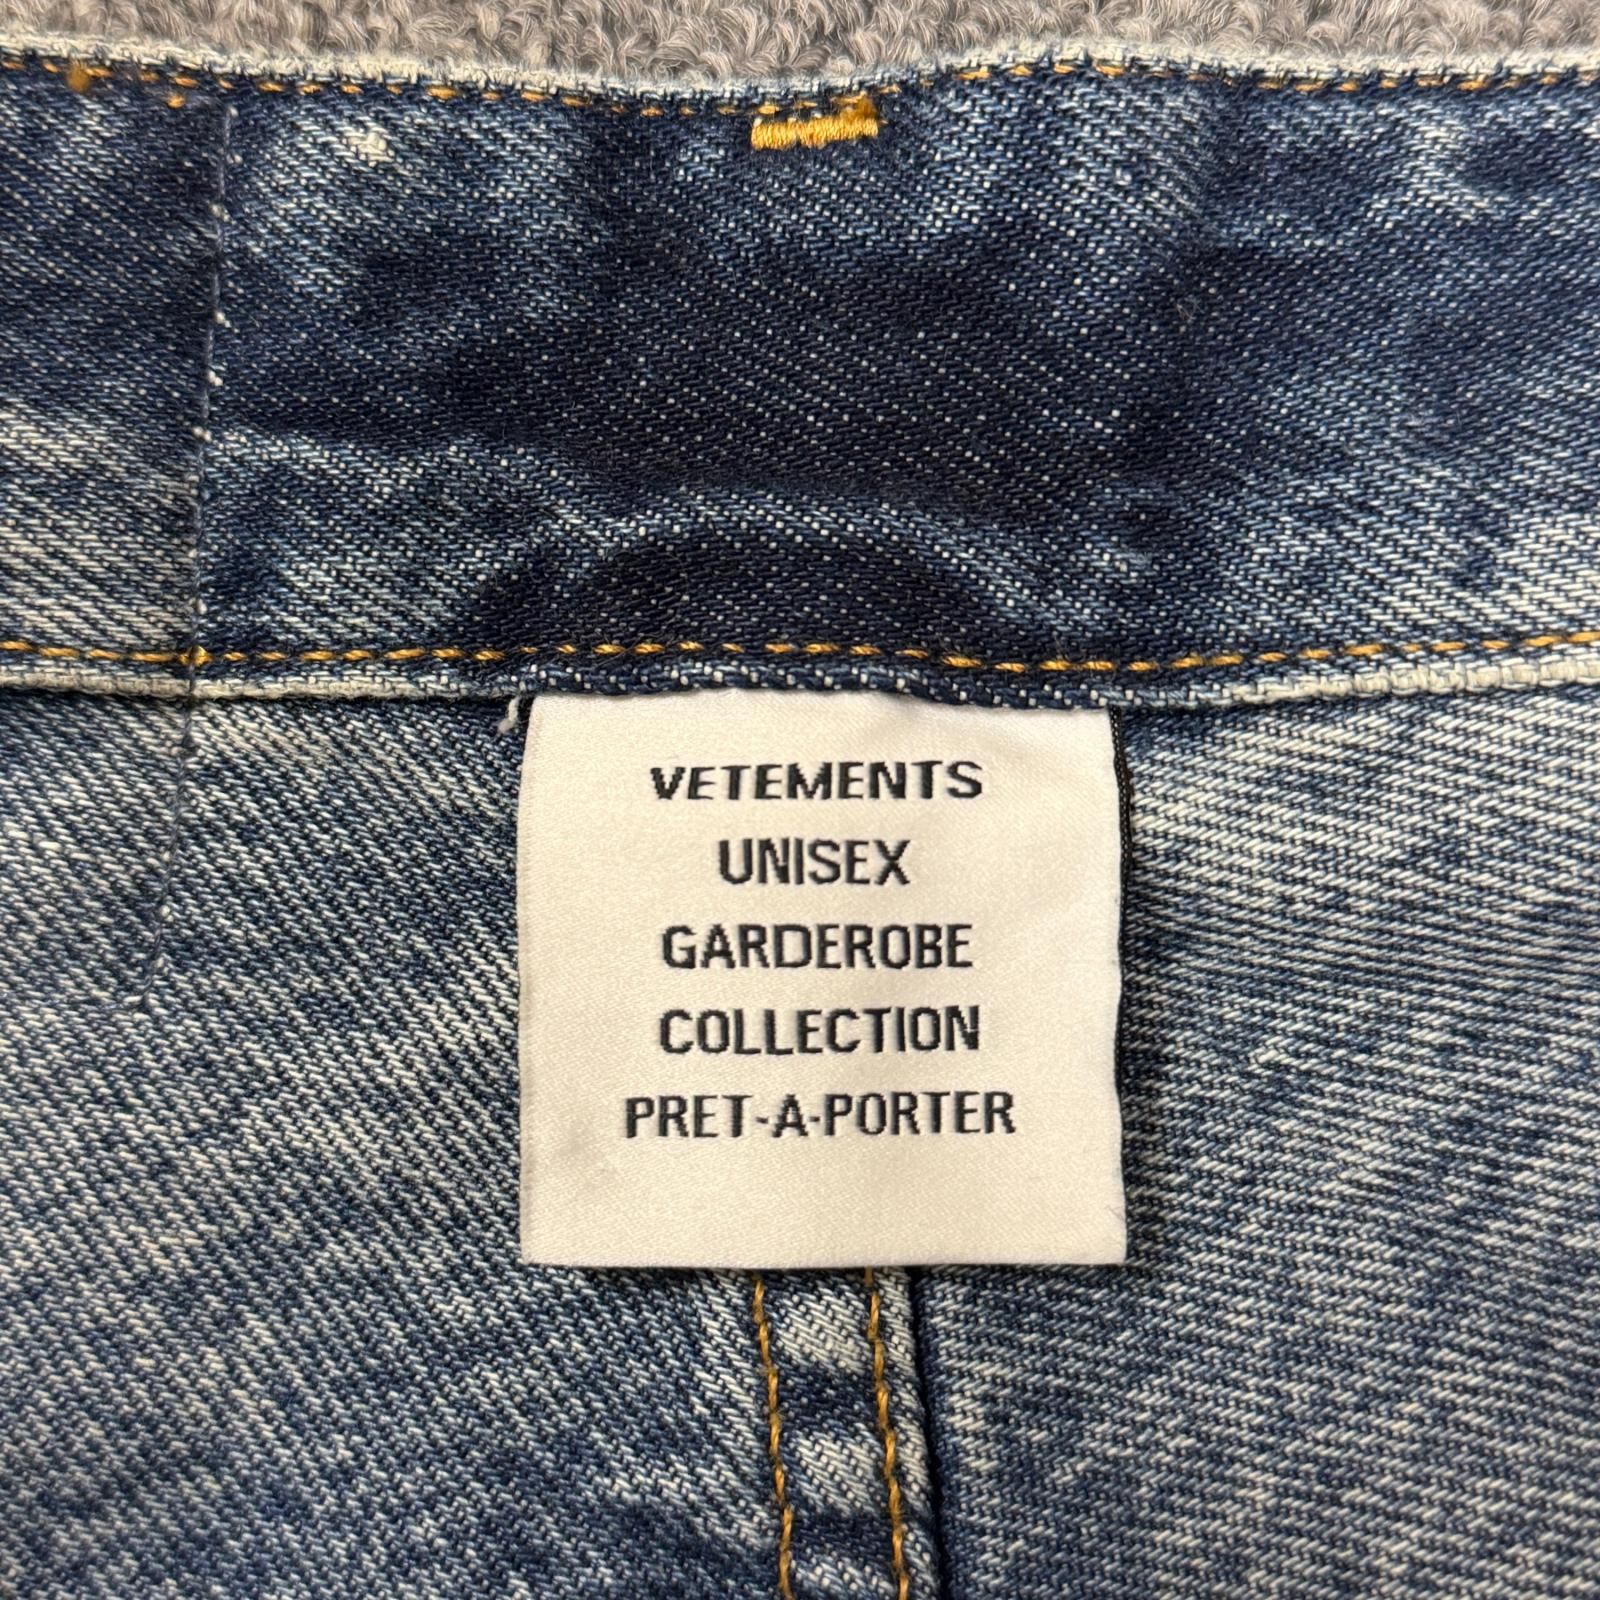 VETEMENTS
UNISEX
GARDEROBE
COLLECTION
PRET-A-PORTER